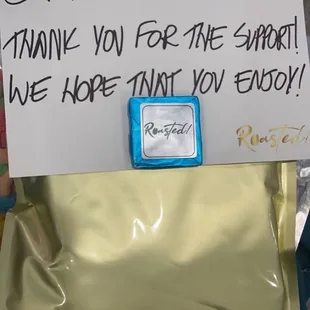 THANK YOU FOR THE SUPPORT!
WE HOPE THAT YOU ENJOY!
Roasted!
Roasted!